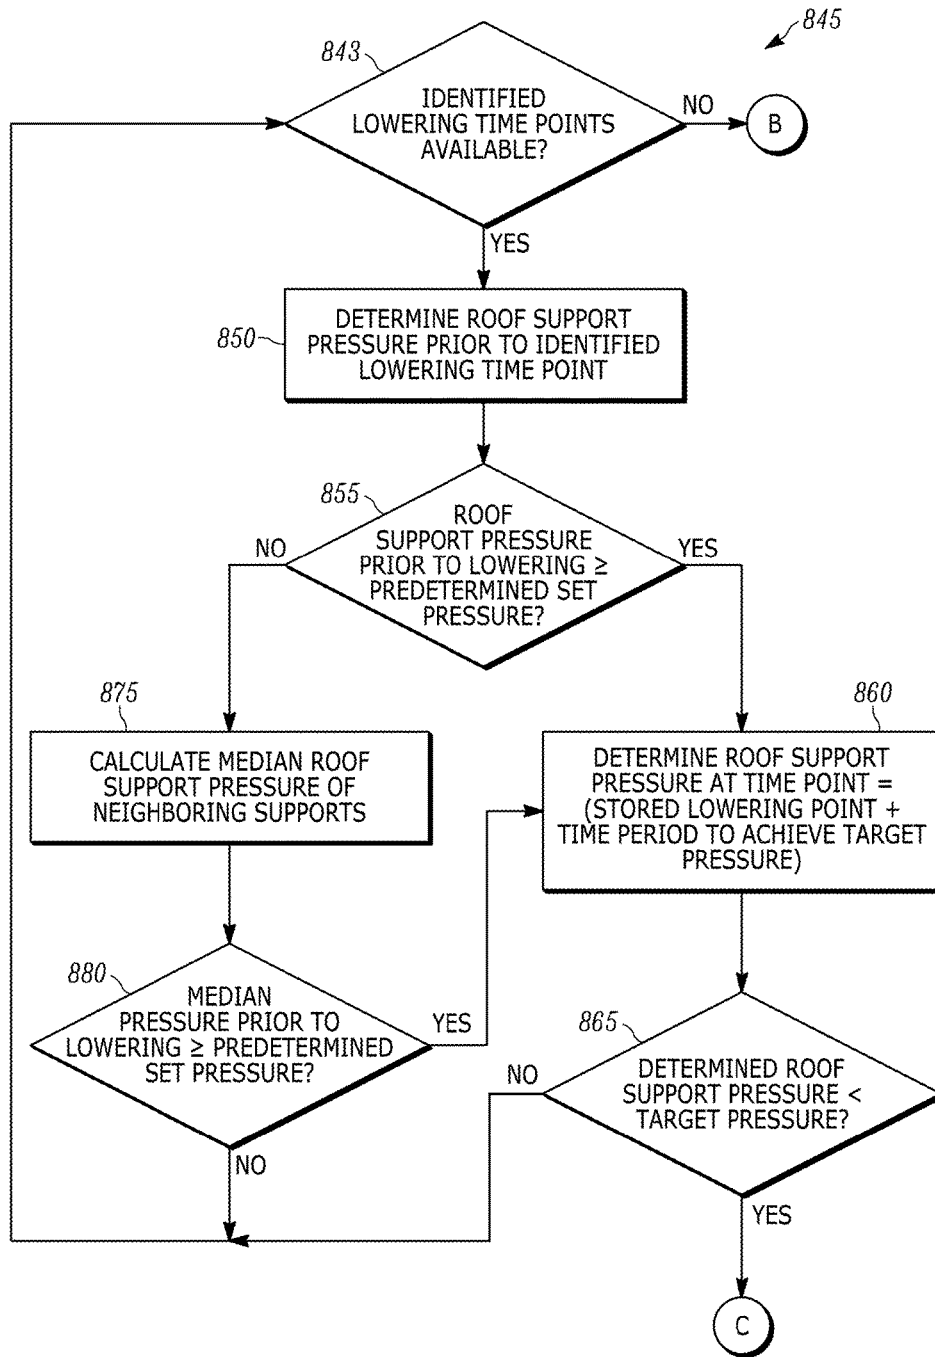 845
843
IDENTIFIED
LOWERING TIME POINTS
AVAILABLE?
NO
B
YES
850
DETERMINE ROOF SUPPORT
PRESSURE PRIOR TO IDENTIFIED
LOWERING TIME POINT
855
ROOF
SUPPORT PRESSURE
PRIOR TO LOWERING ≥
PREDETERMINED SET
PRESSURE?
NO
YES
875
CALCULATE MEDIAN ROOF
SUPPORT PRESSURE OF
NEIGHBORING SUPPORTS
860
DETERMINE ROOF SUPPORT
PRESSURE AT TIME POINT =
(STORED LOWERING POINT +
TIME PERIOD TO ACHIEVE TARGET
PRESSURE)
880
MEDIAN
PRESSURE PRIOR TO
LOWERING ≥ PREDETERMINED
SET PRESSURE?
YES
NO
865
DETERMINED ROOF
SUPPORT PRESSURE <
TARGET PRESSURE?
NO
YES
C